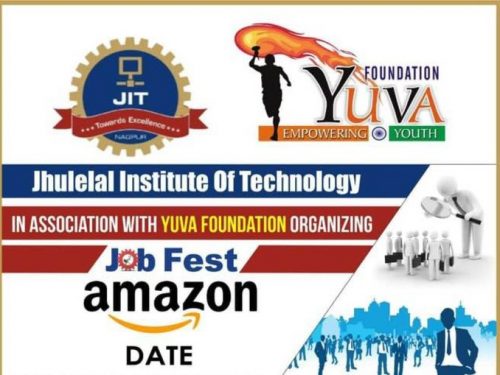 JIT
Towards Excellence
NAGPUR
FOUNDATION
YUVA
EMPOWERING YOUTH
Jhulelal Institute Of Technology
IN ASSOCIATION WITH YUVA FOUNDATION ORGANIZING
Job Fest
amazon
DATE